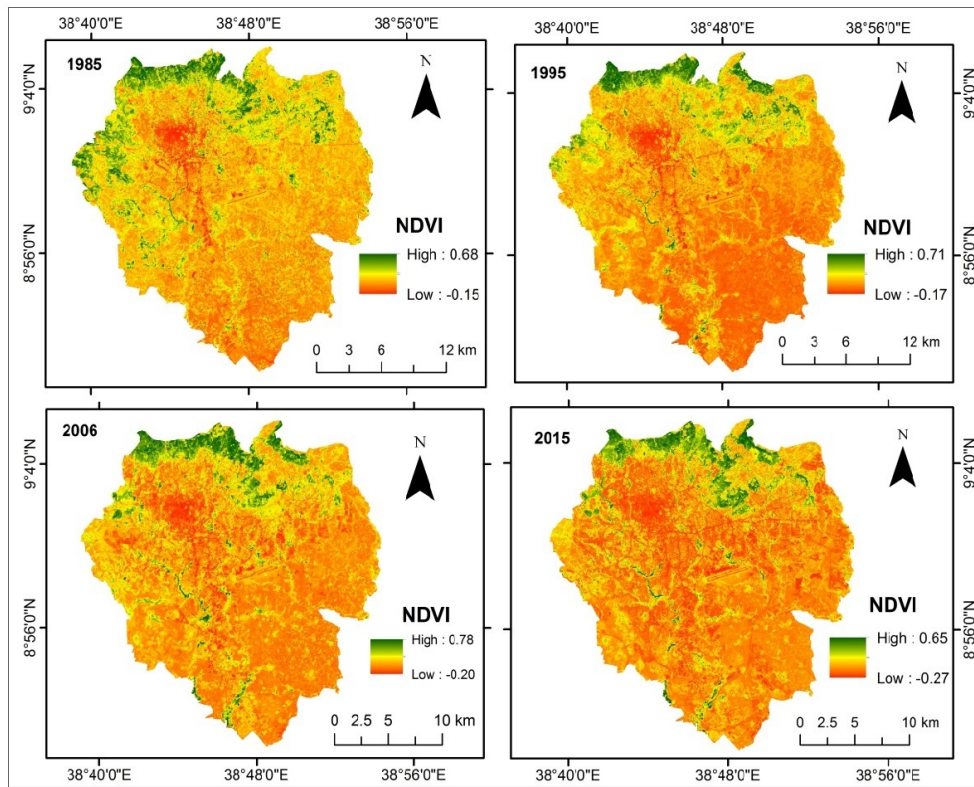 38°40'0"E 38°48'0"E 38°56'0"E
1985
N
9°4'0"N
8°56'0"N
NDVI
High : 0.68
Low : -0.15
0 3 6 12 km
38°40'0"E 38°48'0"E 38°56'0"E
1995
N
9°4'0"N
8°56'0"N
NDVI
High : 0.71
Low : -0.17
0 3 6 12 km
2006
N
9°4'0"N
8°56'0"N
NDVI
High : 0.78
Low : -0.20
0 2.5 5 10 km
38°40'0"E 38°48'0"E 38°56'0"E
2015
N
9°4'0"N
8°56'0"N
NDVI
High : 0.65
Low : -0.27
0 2.5 5 10 km
38°40'0"E 38°48'0"E 38°56'0"E